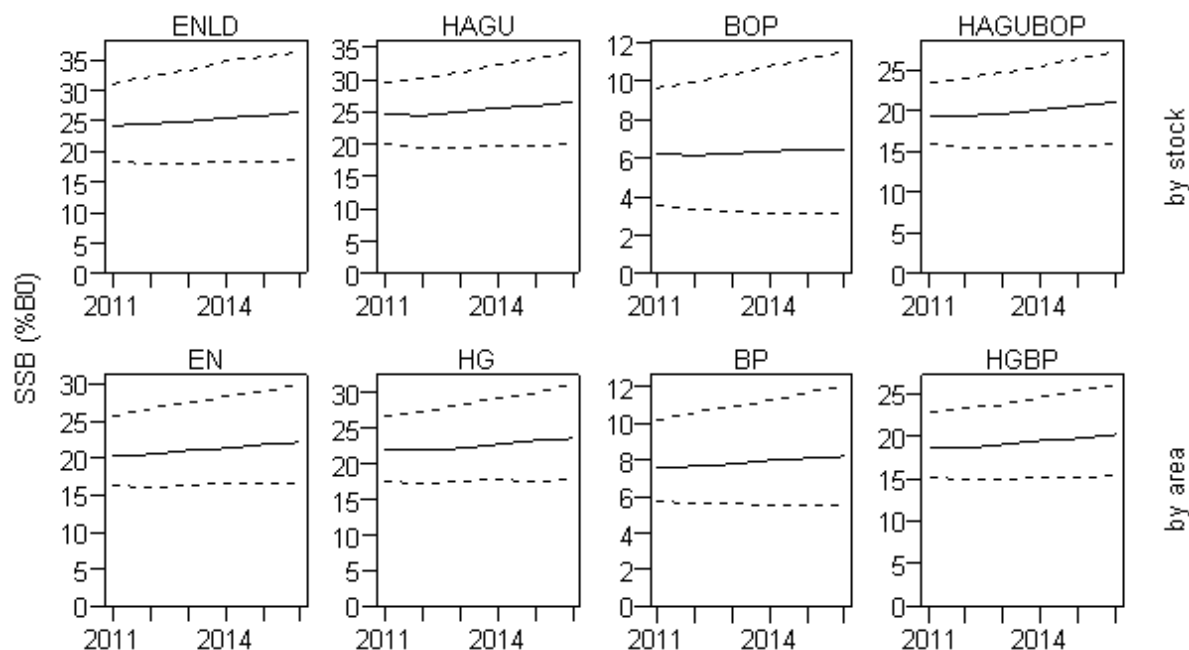 ENLD HAGU BOP HAGUBOP
35 35 12 25
30 30 10 20
25 25 8 15
20 20 6 10
15 15 4 5
10 10 2 0
5 5 0
0 0
2011 2014 2011 2014 2011 2014 2011 2014
by stock
SSB (%B0)
EN HG BP HGBP
30 30 12 25
25 25 10 20
20 20 8 15
15 15 6 10
10 10 4 5
5 5 2 0
0 0 0
2011 2014 2011 2014 2011 2014 2011 2014
by area